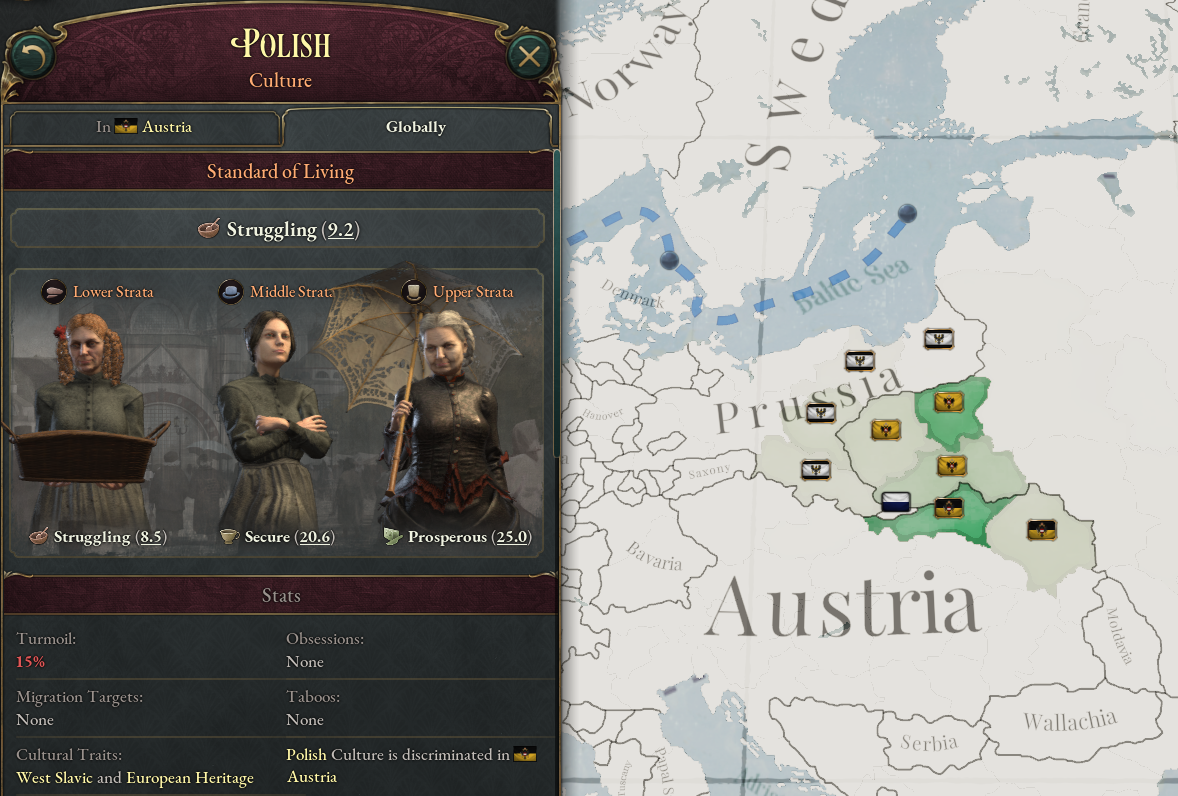 POLISH
Culture
In Austria
Globally
Standard of Living
Struggling (9.2)
Lower Strata
Middle Strata
Upper Strata
Struggling (8.5)
Secure (20.6)
Prosperous (25.0)
Stats
Turmoil:
15%
Obsessions:
None
Migration Targets:
None
Taboos:
None
Cultural Traits:
West Slavic and European Heritage
Polish Culture is discriminated in
Austria
Norway
Swed
Denmark
Baltic Sea
Prussia
Hanover
Saxony
Bavaria
Austria
Moldavia
Wallachia
Serbia
Papal S
Tuscany
Adri